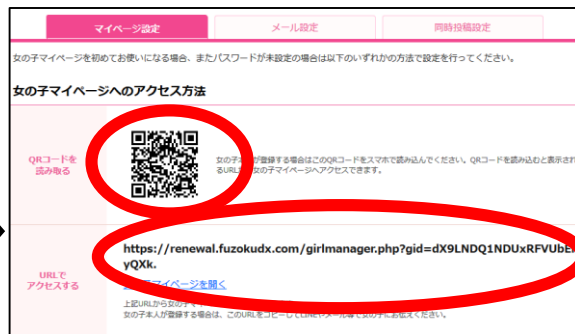 マイページ設定
メール設定
同時投稿設定
女の子マイページを初めてお使いになる場合、またパスワードが未設定の場合は以下のいずれかの方法で設定を行ってください。
女の子マイページへのアクセス方法
QRコードを
読み取る
女の子本人が登録する場合はこのQRコードをスマホで読み込んでください。QRコードを読み込むと表示され
るURLから女の子マイページへアクセスできます。
URLで
アクセスする
https://renewal.fuzokudx.com/girlmanager.php?gid=dX9LNDQ1NDUxRFVUbE
yQXk.
マイページを開く
上記URLから女の子マイ
女の子本人が登録する場合は、このURLをコピーしてLINEやメール等で女の子にお伝えください。